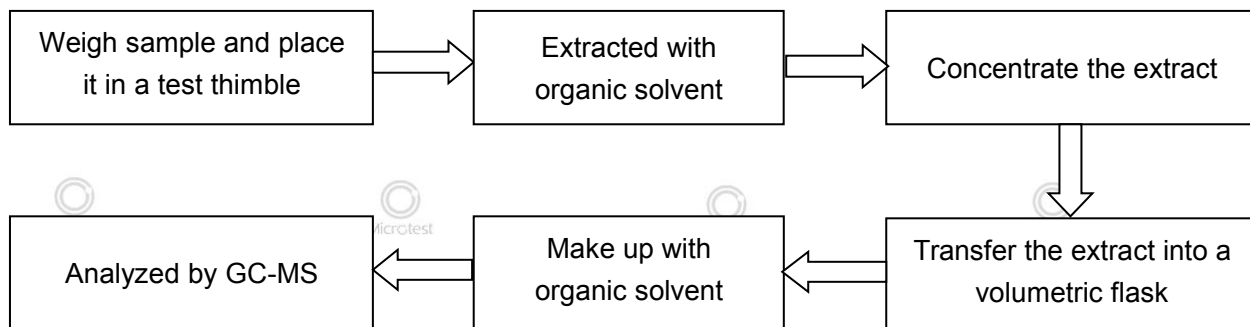 Weigh sample and place
it in a test thimble
Extracted with
organic solvent
Concentrate the extract
Transfer the extract into a
volumetric flask
Make up with
organic solvent
Analyzed by GC-MS
Microtest